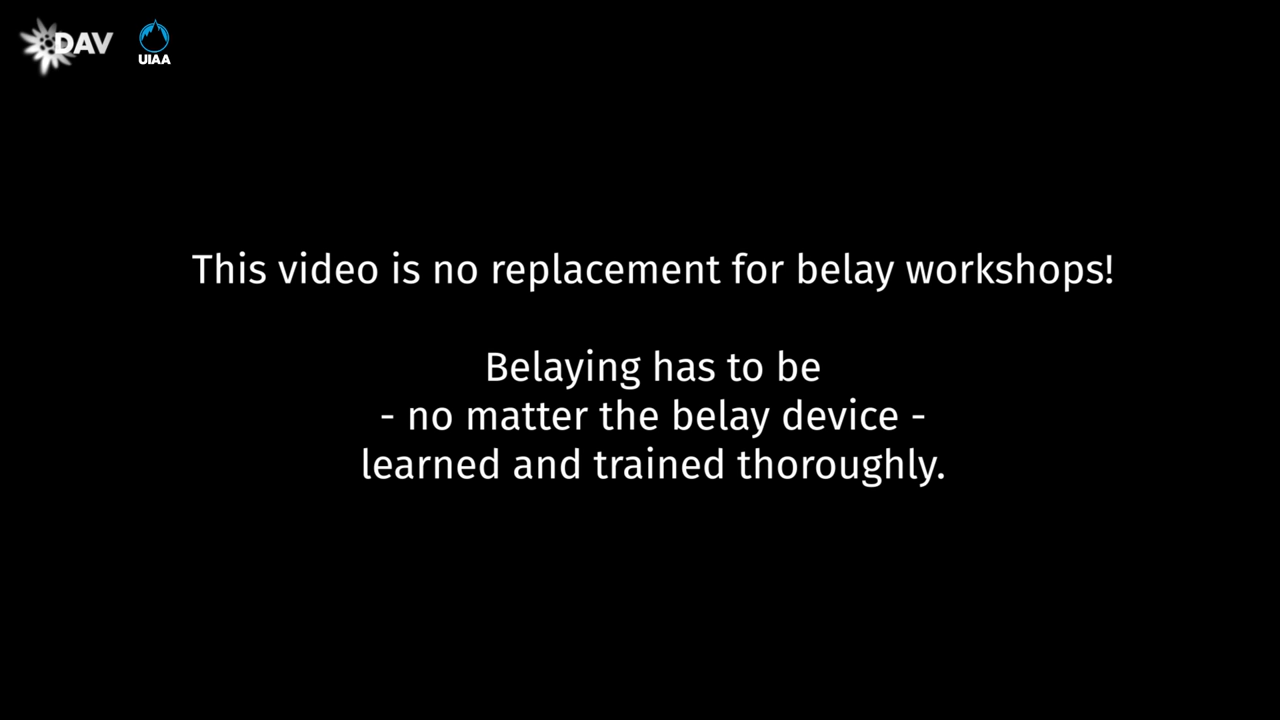 DAV
UIAA
This video is no replacement for belay workshops!
Belaying has to be
- no matter the belay device -
learned and trained thoroughly.